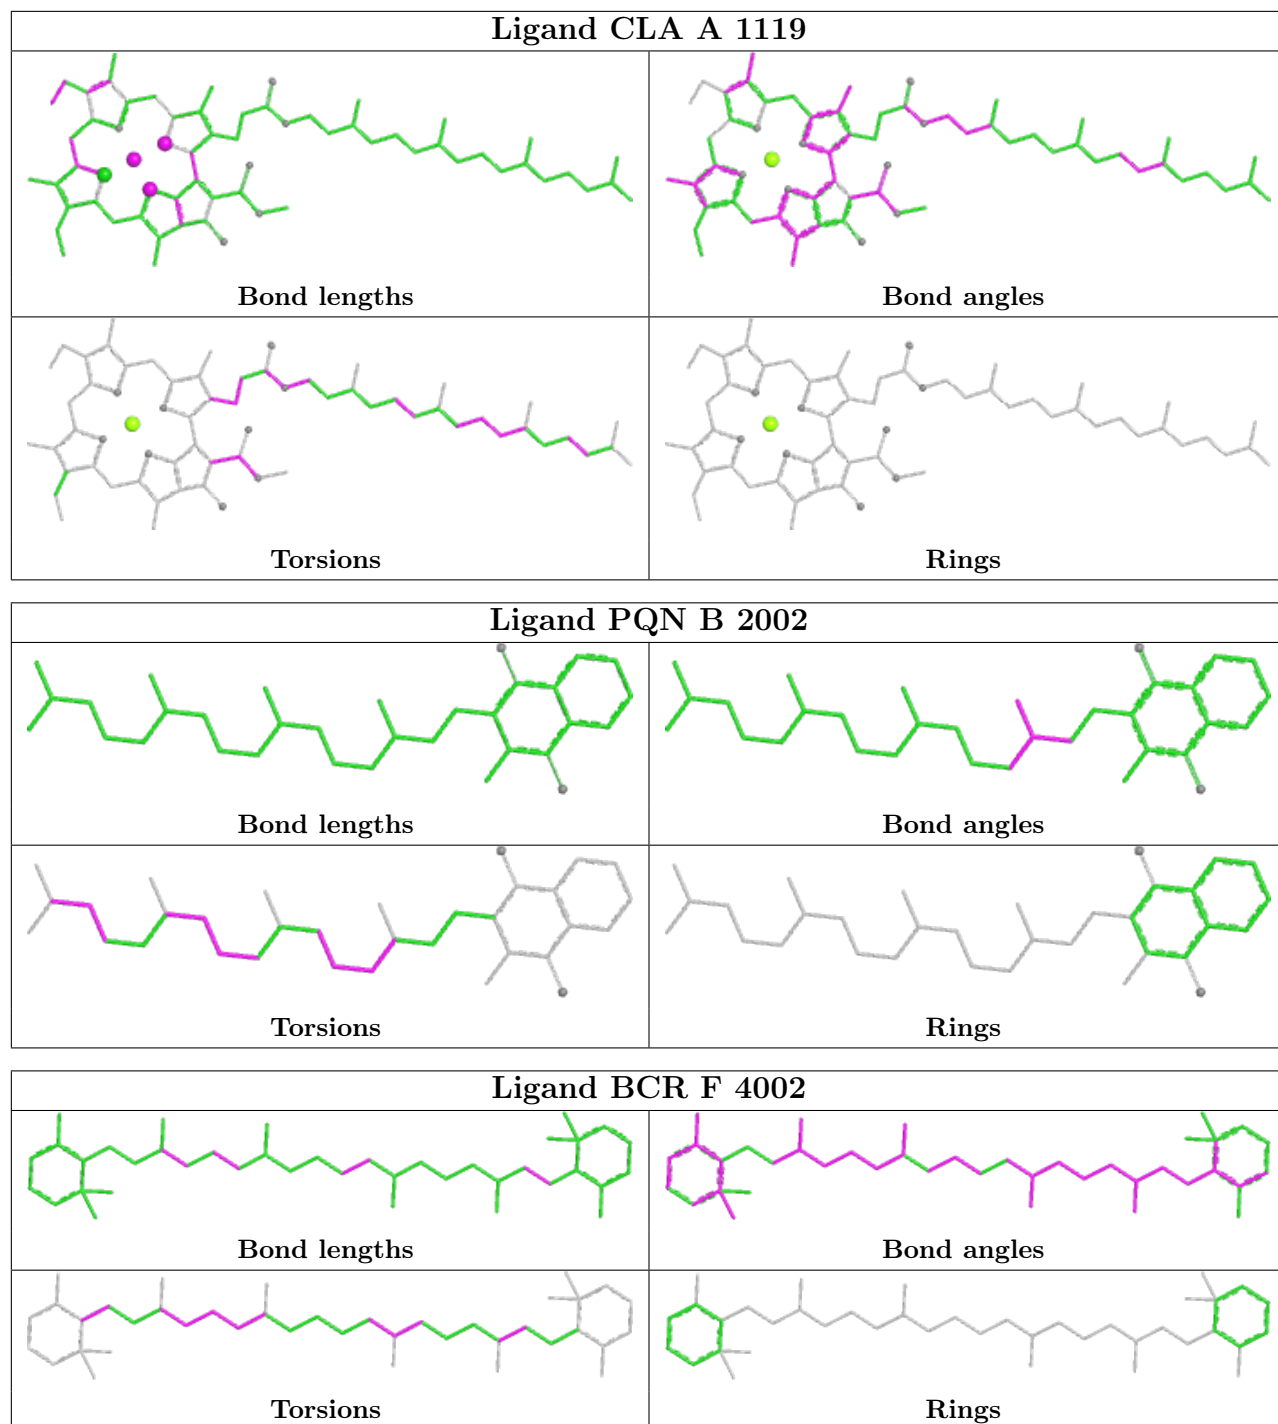 Ligand CLA A 1119
Bond lengths
Bond angles
Torsions
Rings
Ligand PQN B 2002
Bond lengths
Bond angles
Torsions
Rings
Ligand BCR F 4002
Bond lengths
Bond angles
Torsions
Rings